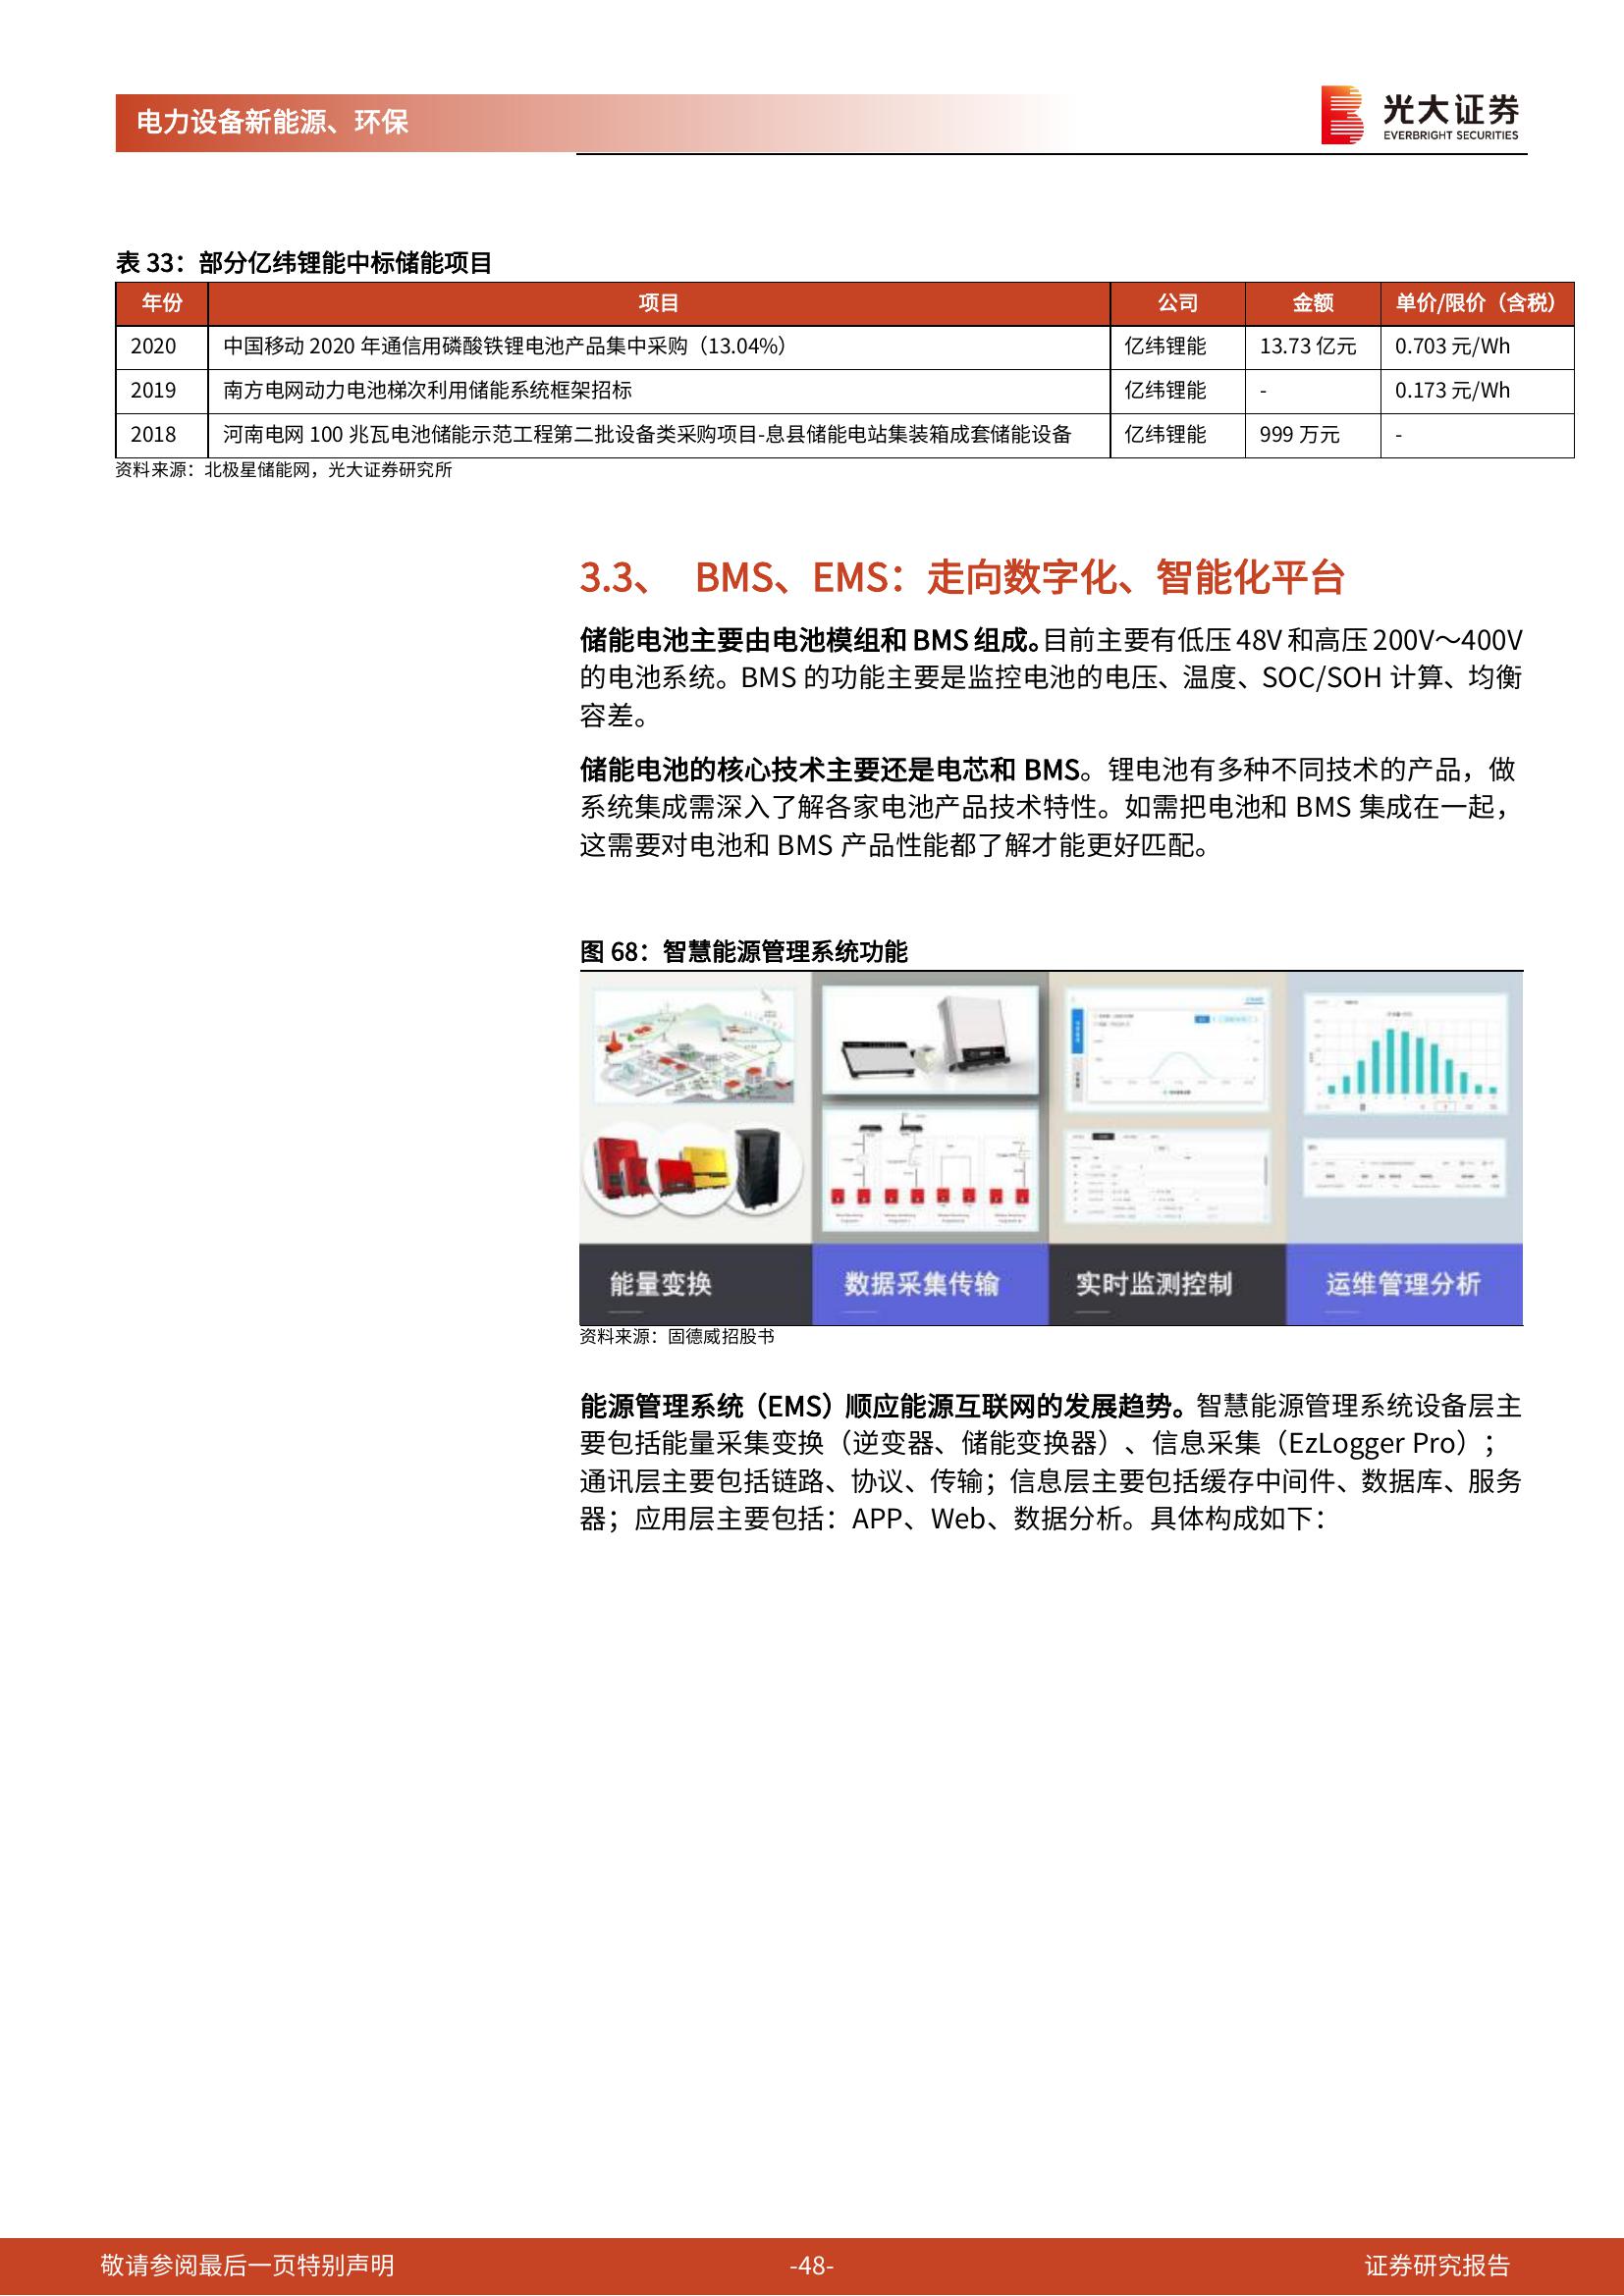 电力设备新能源、环保
光大证券
EVERBRIGHT SECURITIES
表 33：部分亿纬锂能中标储能项目
年份 项目 公司 金额 单价/限价（含税）
2020 中国移动 2020 年通信用磷酸铁锂电池产品集中采购（13.04%） 亿纬锂能 13.73 亿元 0.703 元/Wh
2019 南方电网动力电池梯次利用储能系统框架招标 亿纬锂能 - 0.173 元/Wh
2018 河南电网 100 兆瓦电池储能示范工程第二批设备类采购项目-息县储能电站集装箱成套储能设备 亿纬锂能 999 万元 -
资料来源：北极星储能网，光大证券研究所
3.3、 BMS、EMS：走向数字化、智能化平台
储能电池主要由电池模组和 BMS 组成。目前主要有低压 48V 和高压 200V～400V
的电池系统。BMS 的功能主要是监控电池的电压、温度、SOC/SOH 计算、均衡
容差。
储能电池的核心技术主要还是电芯和 BMS。锂电池有多种不同技术的产品，做
系统集成需深入了解各家电池产品技术特性。如需把电池和 BMS 集成在一起，
这需要对电池和 BMS 产品性能都了解才能更好匹配。
图 68：智慧能源管理系统功能
能量变换 数据采集传输 实时监测控制 运维管理分析
资料来源：固德威招股书
能源管理系统（EMS）顺应能源互联网的发展趋势。智慧能源管理系统设备层主
要包括能量采集变换（逆变器、储能变换器）、信息采集（EzLogger Pro）；
通讯层主要包括链路、协议、传输；信息层主要包括缓存中间件、数据库、服务
器；应用层主要包括：APP、Web、数据分析。具体构成如下：
敬请参阅最后一页特别声明 -48- 证券研究报告